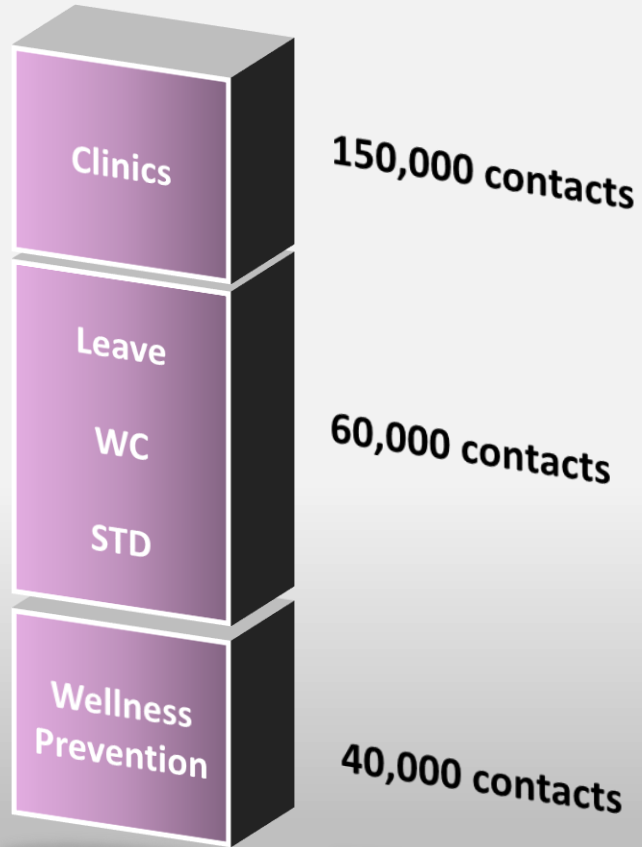 Clinics
150,000 contacts
Leave
WC
STD
60,000 contacts
Wellness
Prevention
40,000 contacts